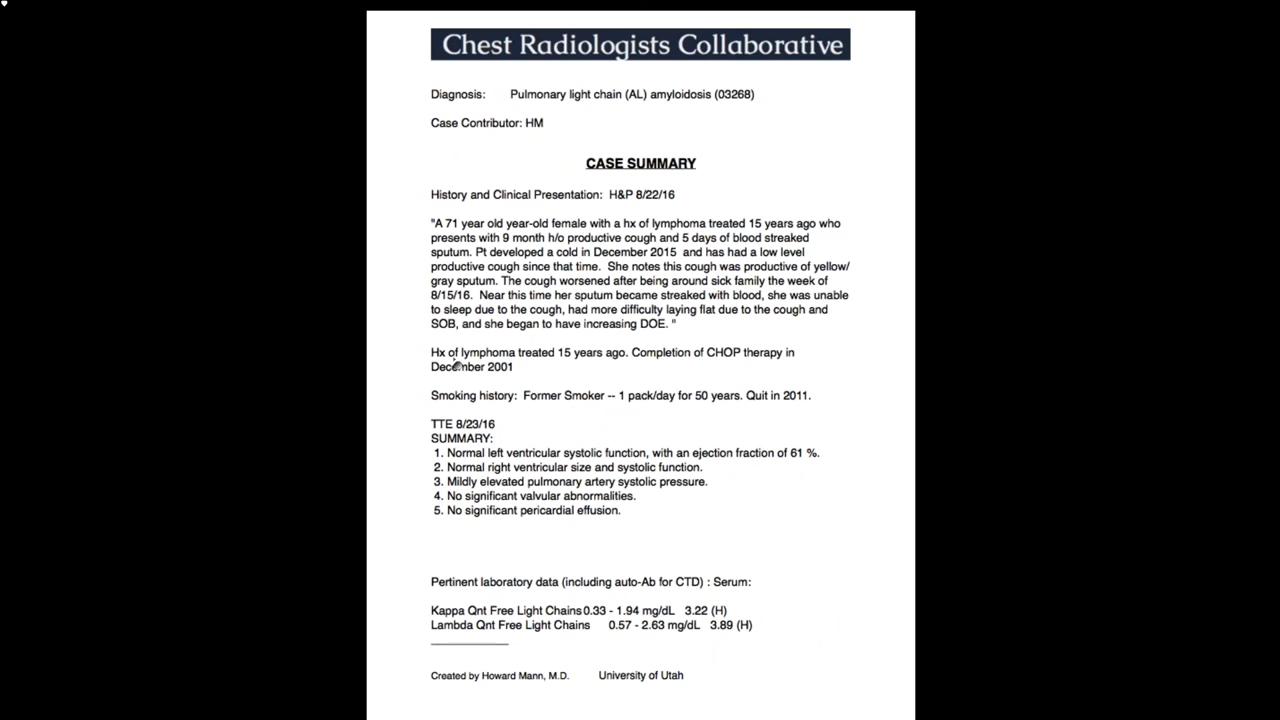 Chest Radiologists Collaborative
Diagnosis: Pulmonary light chain (AL) amyloidosis (03268)
Case Contributor: HM
CASE SUMMARY
History and Clinical Presentation: H&P 8/22/16
"A 71 year old year-old female with a hx of lymphoma treated 15 years ago who
presents with 9 month h/o productive cough and 5 days of blood streaked
sputum. Pt developed a cold in December 2015 and has had a low level
productive cough since that time. She notes this cough was productive of yellow/
gray sputum. The cough worsened after being around sick family the week of
8/15/16. Near this time her sputum became streaked with blood, she was unable
to sleep due to the cough, had more difficulty laying flat due to the cough and
SOB, and she began to have increasing DOE. "
Hx of lymphoma treated 15 years ago. Completion of CHOP therapy in
December 2001
Smoking history: Former Smoker -- 1 pack/day for 50 years. Quit in 2011.
TTE 8/23/16
SUMMARY:
1. Normal left ventricular systolic function, with an ejection fraction of 61 %.
2. Normal right ventricular size and systolic function.
3. Mildly elevated pulmonary artery systolic pressure.
4. No significant valvular abnormalities.
5. No significant pericardial effusion.
Pertinent laboratory data (including auto-Ab for CTD) : Serum:
Kappa Qnt Free Light Chains 0.33 - 1.94 mg/dL 3.22 (H)
Lambda Qnt Free Light Chains 0.57 - 2.63 mg/dL 3.89 (H)
Created by Howard Mann, M.D. University of Utah